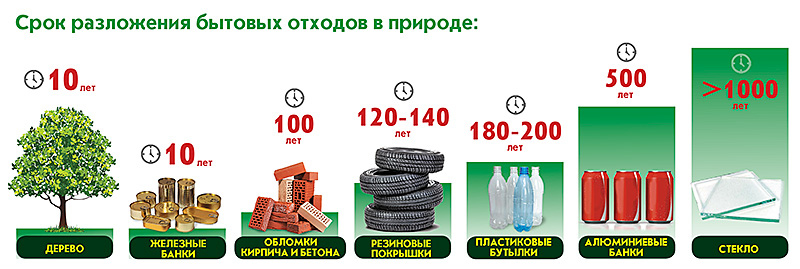 Срок разложения бытовых отходов в природе:
10 лет
ДЕРЕВО
10 лет
ЖЕЛЕЗНЫЕ
БАНКИ
100
лет
ОБЛОМКИ
КИРПИЧА И БЕТОНА
120-140
лет
РЕЗИНОВЫЕ
ПОКРЫШКИ
180-200
лет
ПЛАСТИКОВЫЕ
БУТЫЛКИ
500
лет
АЛЮМИНИЕВЫЕ
БАНКИ
>1000
лет
СТЕКЛО